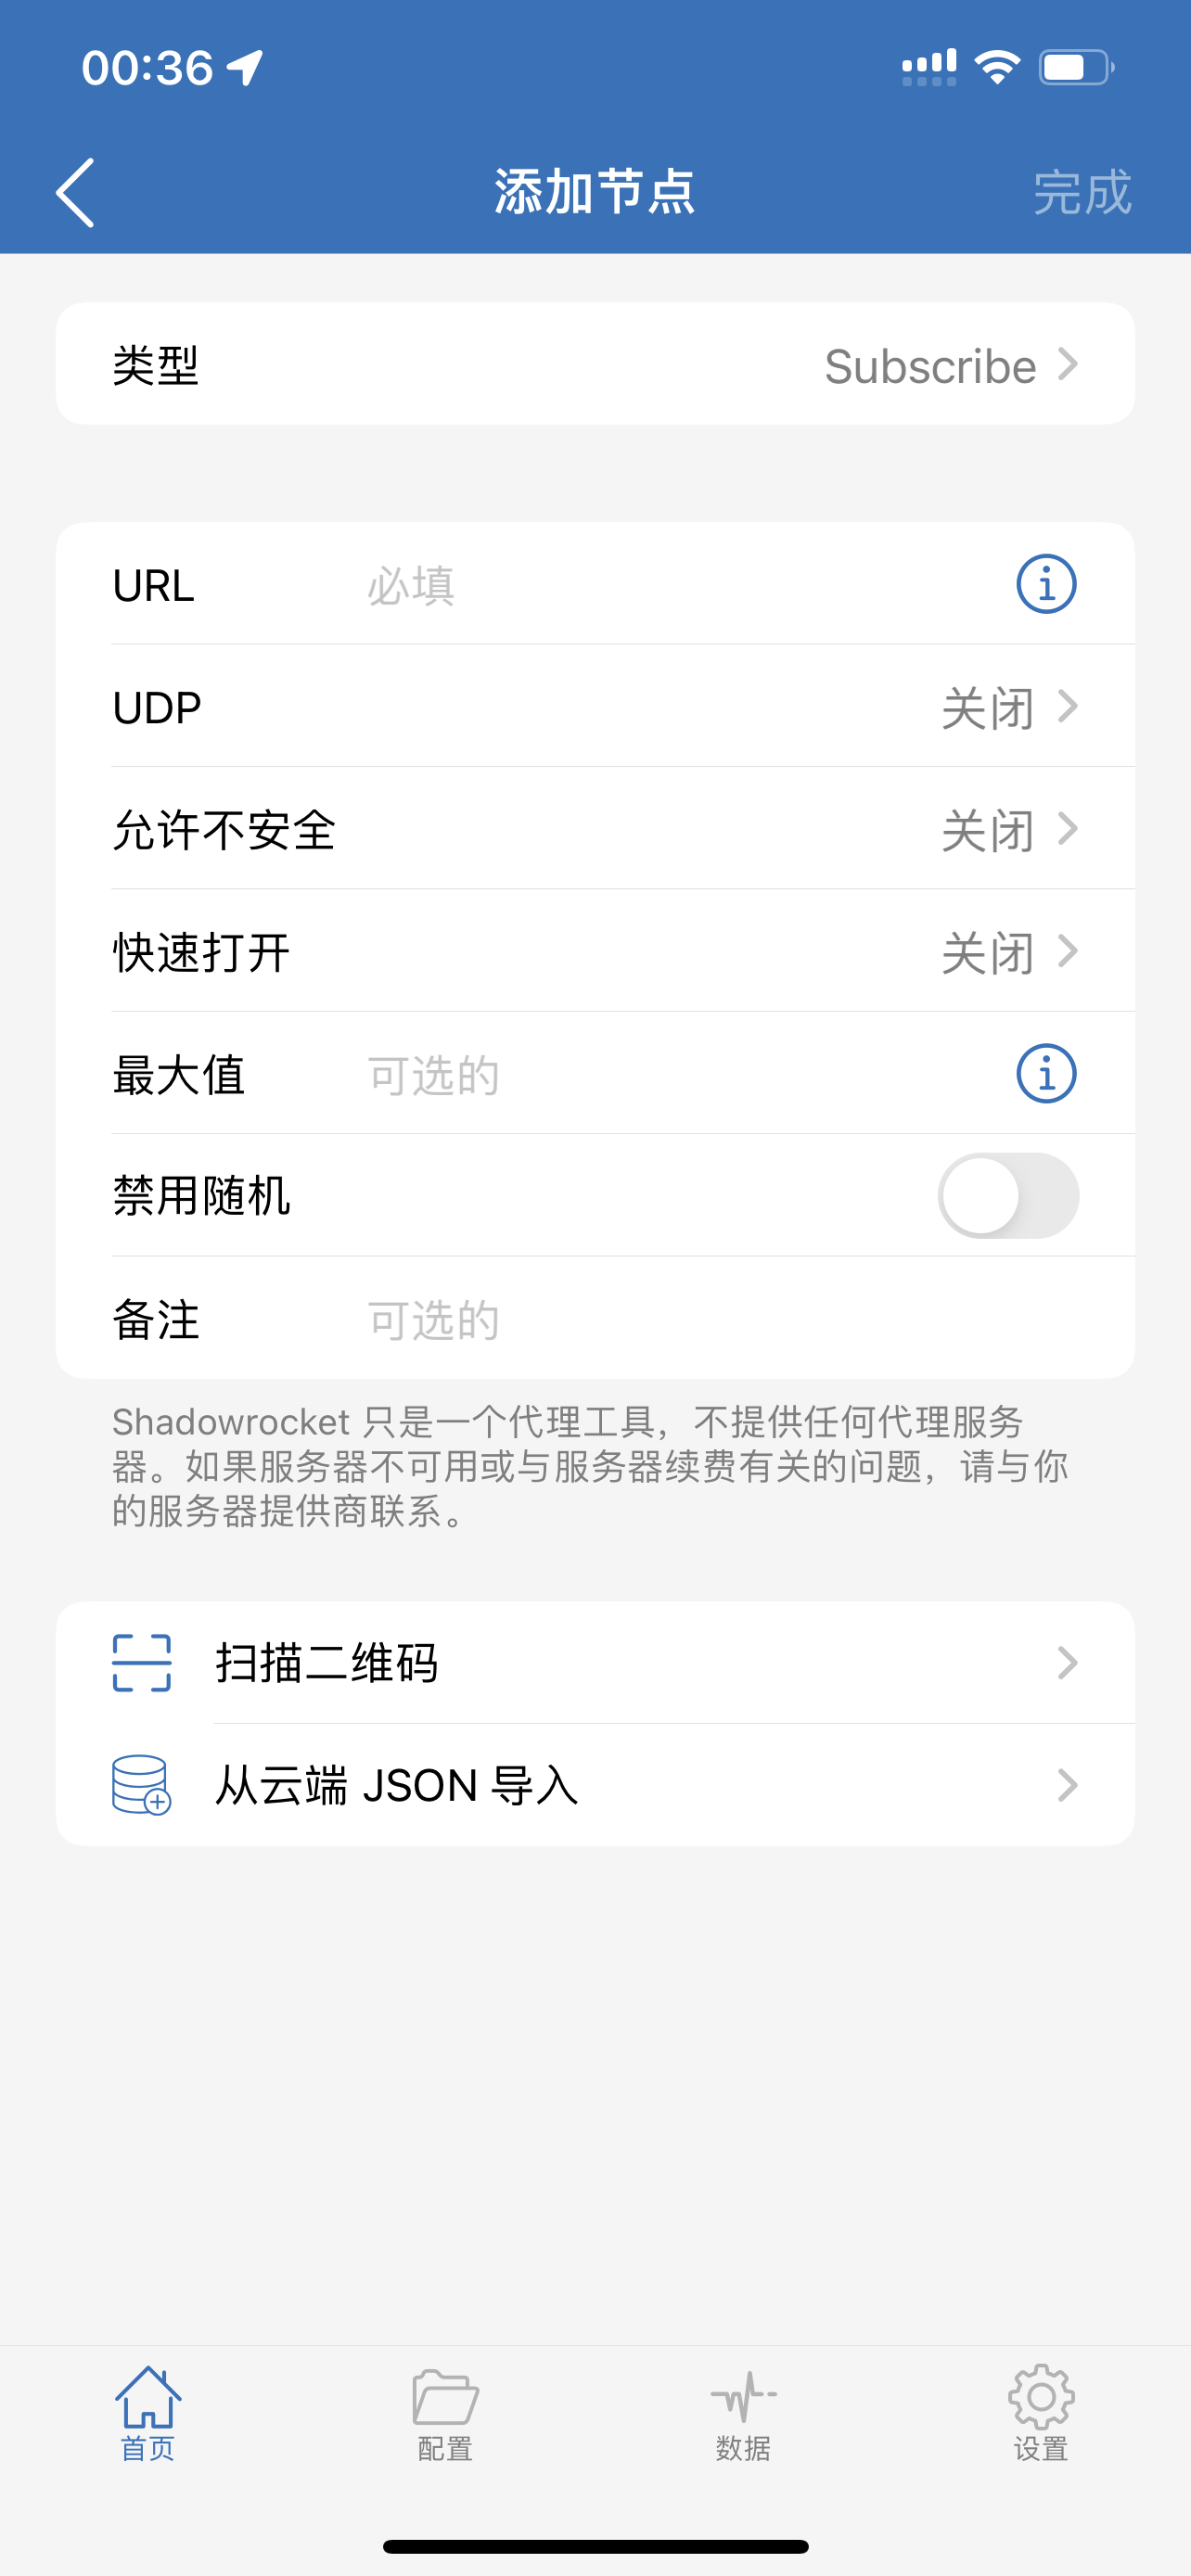 00:36
添加节点
完成
类型 Subscribe
URL 必填
UDP 关闭
允许不安全 关闭
快速打开 关闭
最大值 可选的
禁用随机
备注 可选的
Shadowrocket 只是一个代理工具，不提供任何代理服务
器。如果服务器不可用或与服务器续费有关的问题，请与你
的服务器提供商联系。
扫描二维码
从云端 JSON 导入
首页 配置 数据 设置